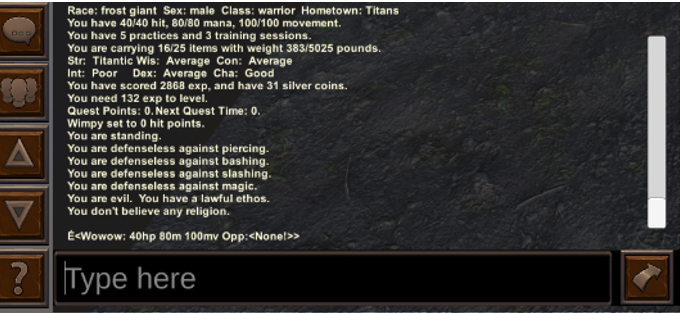 Race: frost giant  Sex: male  Class: warrior  Hometown: Titans
You have 40/40 hit, 80/80 mana, 100/100 movement.
You have 5 practices and 3 training sessions.
You are carrying 16/25 items with weight 383/5025 pounds.
Str:  Titantic Wis:  Average  Con:  Average
Int:  Poor    Dex:  Average  Cha:  Good
You have scored 2868 exp, and have 31 silver coins.
You need 132 exp to level.
Quest Points: 0.Next Quest Time: 0.
Wimpy set to 0 hit points.
You are standing.
You are defenseless against piercing.
You are defenseless against bashing.
You are defenseless against slashing.
You are defenseless against magic.
You are evil.  You have a lawful ethos.
You don't believe any religion.
É<Wowow: 40hp 80m 100mv Opp:<None!>>
Type here
?